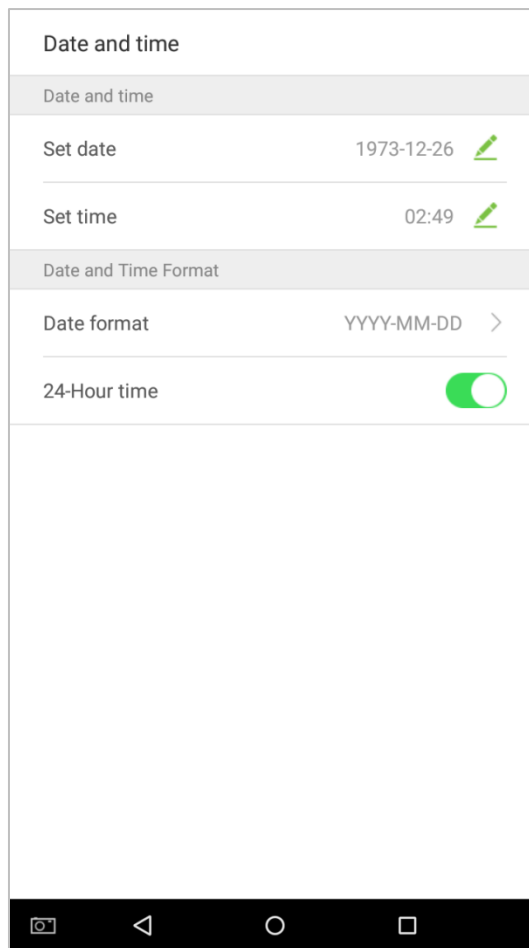 Date and time
Date and time
Set date 1973-12-26
Set time 02:49
Date and Time Format
Date format YYYY-MM-DD
24-Hour time